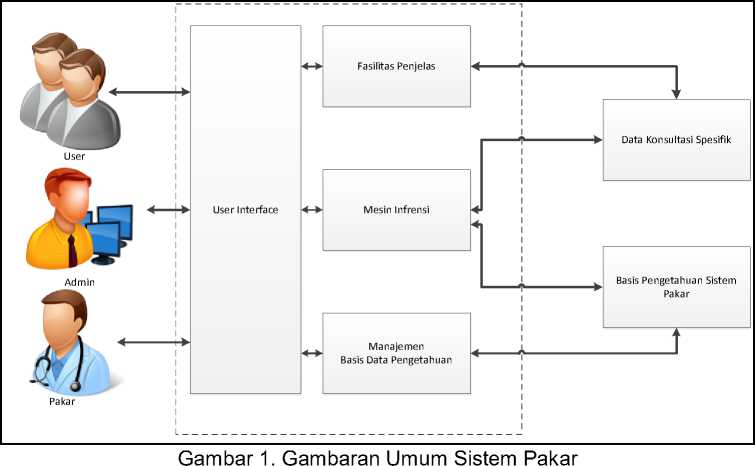 User
Admin
Pakar
User Interface
Fasilitas Penjelas
Mesin Infrensi
Manajemen
Basis Data Pengetahuan
Data Konsultasi Spesifik
Basis Pengetahuan Sistem
Pakar
Gambar 1. Gambaran Umum Sistem Pakar